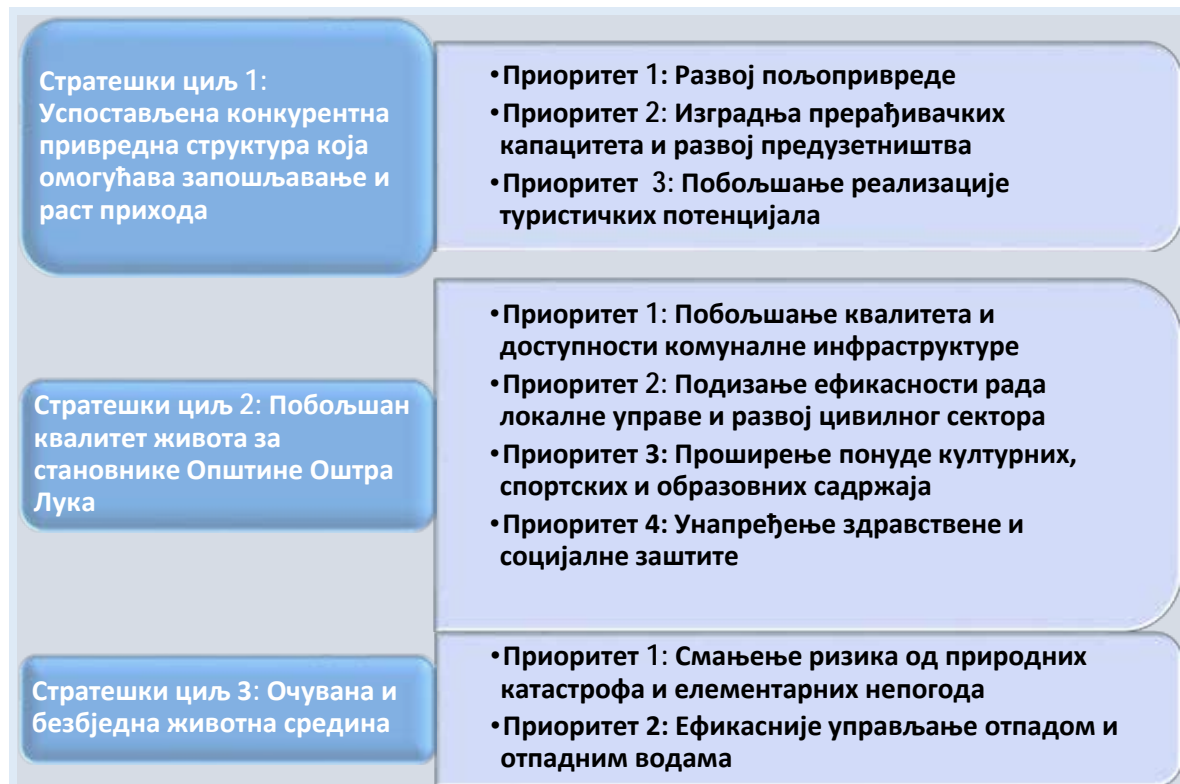 Стратешки циљ 1:
Успостављена конкурентна
привредна структура која
омогућава запошљавање и
раст прихода
•Приоритет 1: Развој пољопривреде
•Приоритет 2: Изградња прерађивачких
капацитета и развој предузетништва
•Приоритет 3: Побољшање реализације
туристичких потенцијала
Стратешки циљ 2: Побољшан
квалитет живота за
становнике Општине Оштра
Лука
•Приоритет 1: Побољшање квалитета и
доступности комуналне инфраструктуре
•Приоритет 2: Подизање ефикасности рада
локалне управе и развој цивилног сектора
•Приоритет 3: Проширење понуде културних,
спортских и образовних садржаја
•Приоритет 4: Унапређење здравствене и
социјалне заштите
Стратешки циљ 3: Очувана и
безбједна животна средина
•Приоритет 1: Смањење ризика од природних
катастрофа и елементарних непогода
•Приоритет 2: Ефикасније управљање отпадом и
отпадним водама